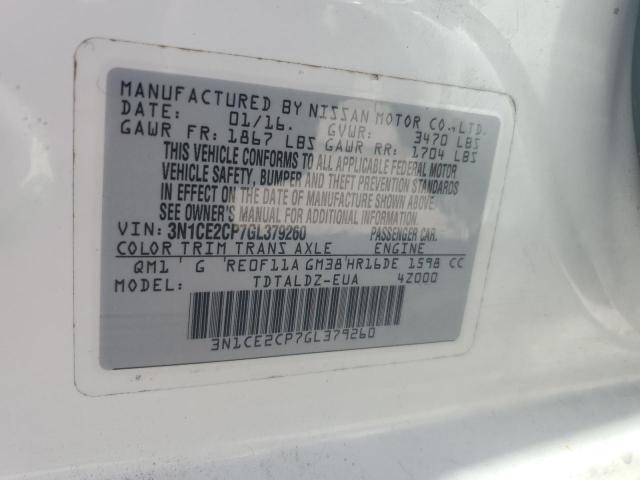 MANUFACTURED BY NISSAN MOTOR CO.,LTD.
DATE: 01/16. GVWR: 3470 LBS
GAWR FR: 1867 LBS GAWR RR: 1704 LBS
THIS VEHICLE CONFORMS TO ALL APPLICABLE FEDERAL MOTOR
VEHICLE SAFETY, BUMPER AND THEFT PREVENTION STANDARDS
IN EFFECT ON THE DATE OF MANUFACTURE SHOWN ABOVE.
SEE OWNER'S MANUAL FOR ADDITIONAL INFORMATION.
VIN: 3N1CE2CP7GL379260 PASSENGER CAR.
COLOR TRIM TRANS AXLE ENGINE
QM1 ' G ' RE0F11A GM38'HR16DE 1598 CC
MODEL: TDTALDZ-EUA 4Z000
3N1CE2CP7GL379260